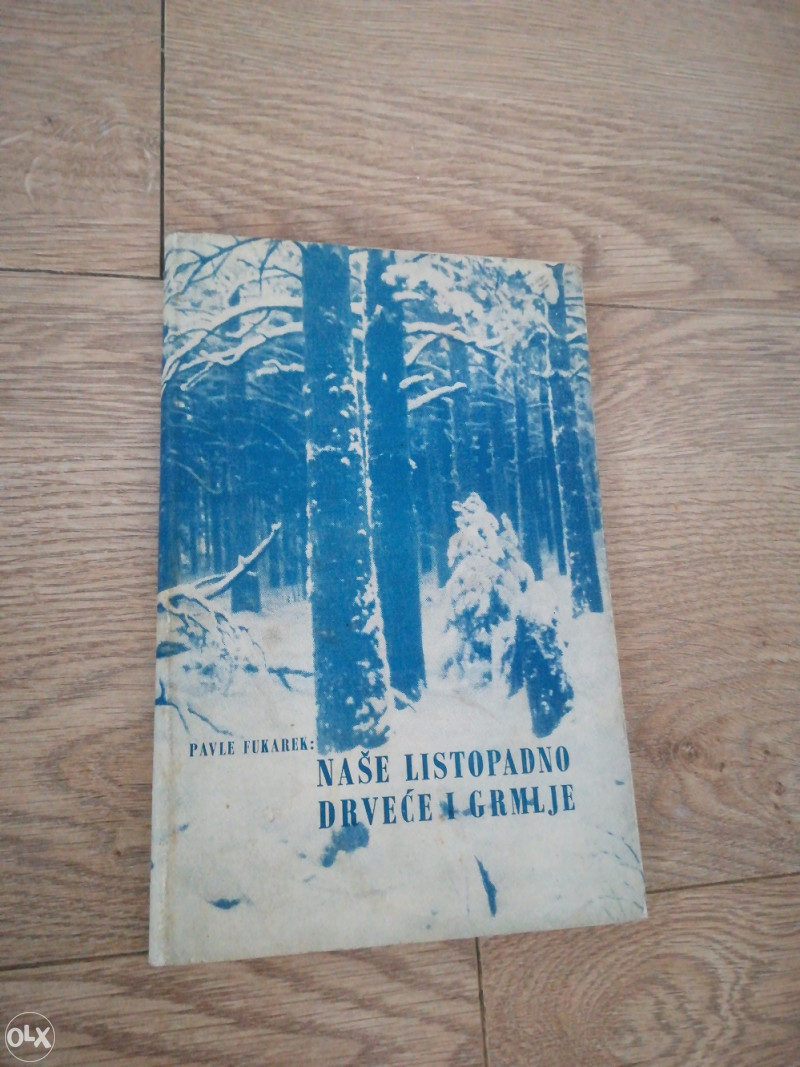 PAVLE FUKAREK:
NAŠE LISTOPADNO
DRVEĆE I GRMLJE
OLX